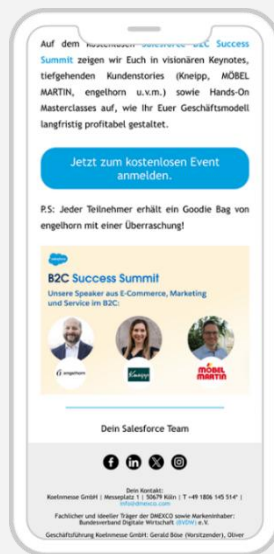 Auf dem kostenlosen Salesforce B2C Success
Summit zeigen wir Euch in visionären Keynotes,
tiefgehenden Kundenstories (Kneipp, MÖBEL
MARTIN, engelhorn u.v.m.) sowie Hands-On
Masterclasses auf, wie Ihr Euer Geschäftsmodell
langfristig profitabel gestaltet.
Jetzt zum kostenlosen Event
anmelden.
P.S: Jeder Teilnehmer erhält ein Goodie Bag von
engelhorn mit einer Überraschung!
salesforce
B2C Success Summit
Unsere Speaker aus E-Commerce, Marketing
und Service im B2C:
engelhorn
Kneipp
MÖBEL
MARTIN
Dein Salesforce Team
Dein Kontakt:
Koelnmesse GmbH | Messeplatz 1 | 50679 Köln | T +49 1806 145 514* |
info@dmexco.com
Fachlicher und ideeller Träger der DMEXCO sowie Markeninhaber:
Bundesverband Digitale Wirtschaft (BVDW) e.V.
Geschäftsführung Koelnmesse GmbH: Gerald Böse (Vorsitzender), Oliver